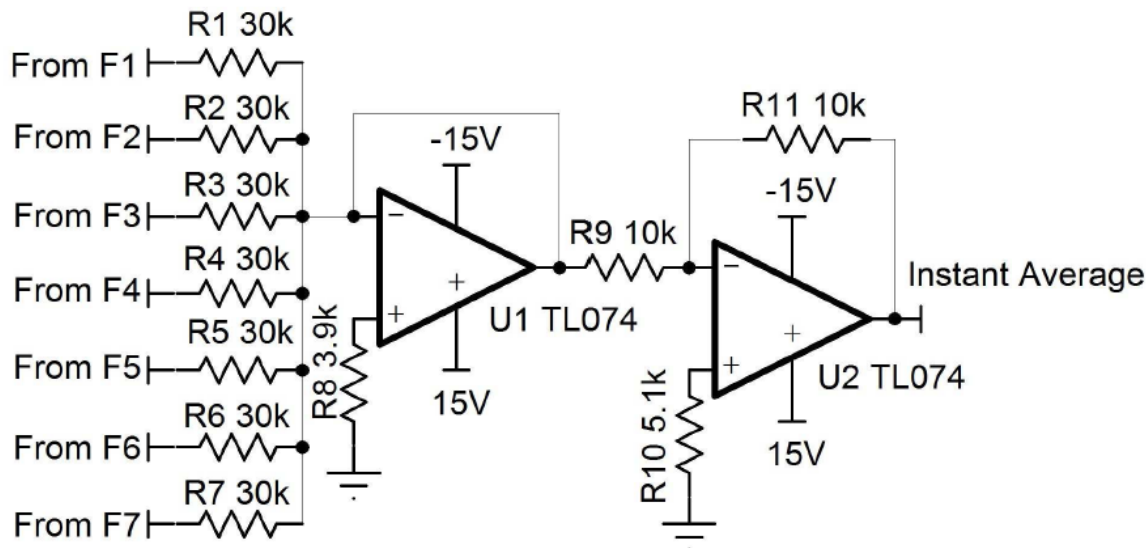 R1 30k
From F1
R2 30k
From F2
R3 30k
From F3
R4 30k
From F4
R5 30k
From F5
R6 30k
From F6
R7 30k
From F7
-15V
-
+
+
U1 TL074
15V
R8 3.9k
R9 10k
R11 10k
-15V
-
+
+
U2 TL074
15V
R10 5.1k
Instant Average